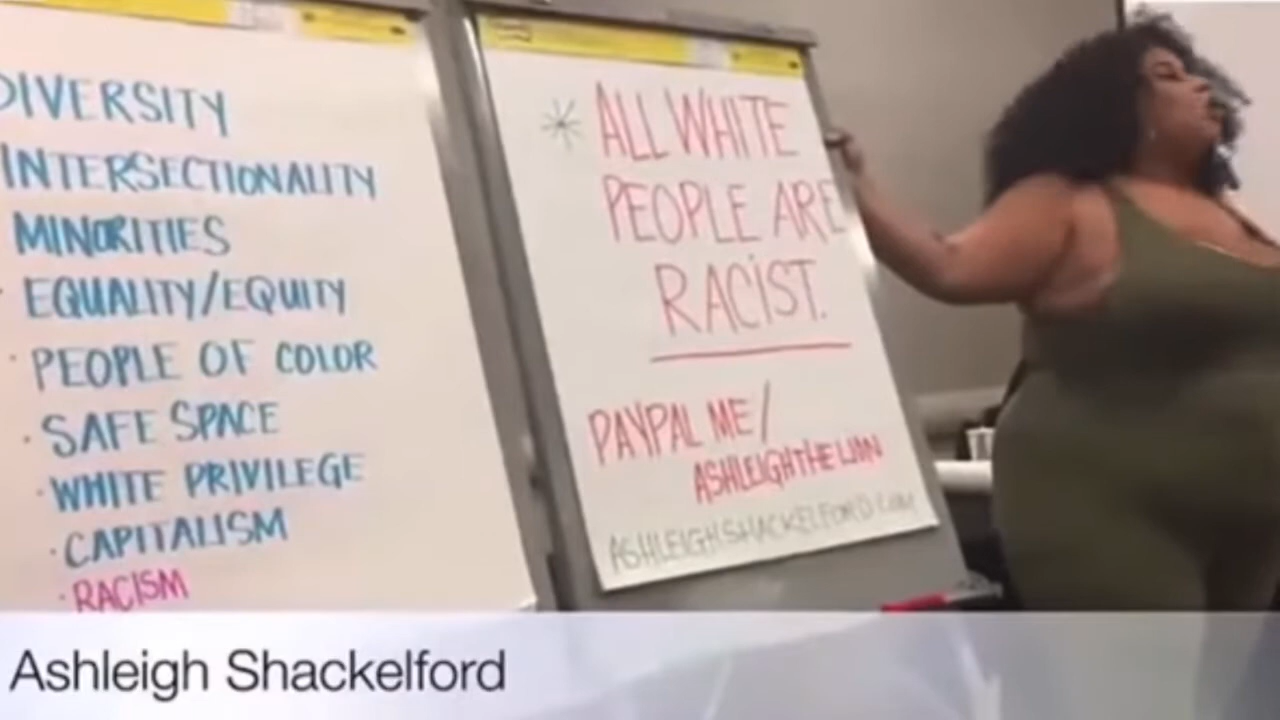 DIVERSITY
INTERSECTIONALITY
MINORITIES
EQUALITY/EQUITY
· PEOPLE OF COLOR
· SAFE SPACE
· WHITE PRIVILEGE
· CAPITALISM
· RACISM
* ALL WHITE
PEOPLE ARE
RACIST.
PAYPAL ME/
ASHLEIGHTHELION
ASHLEIGHSHACKELFORD.COM
Ashleigh Shackelford